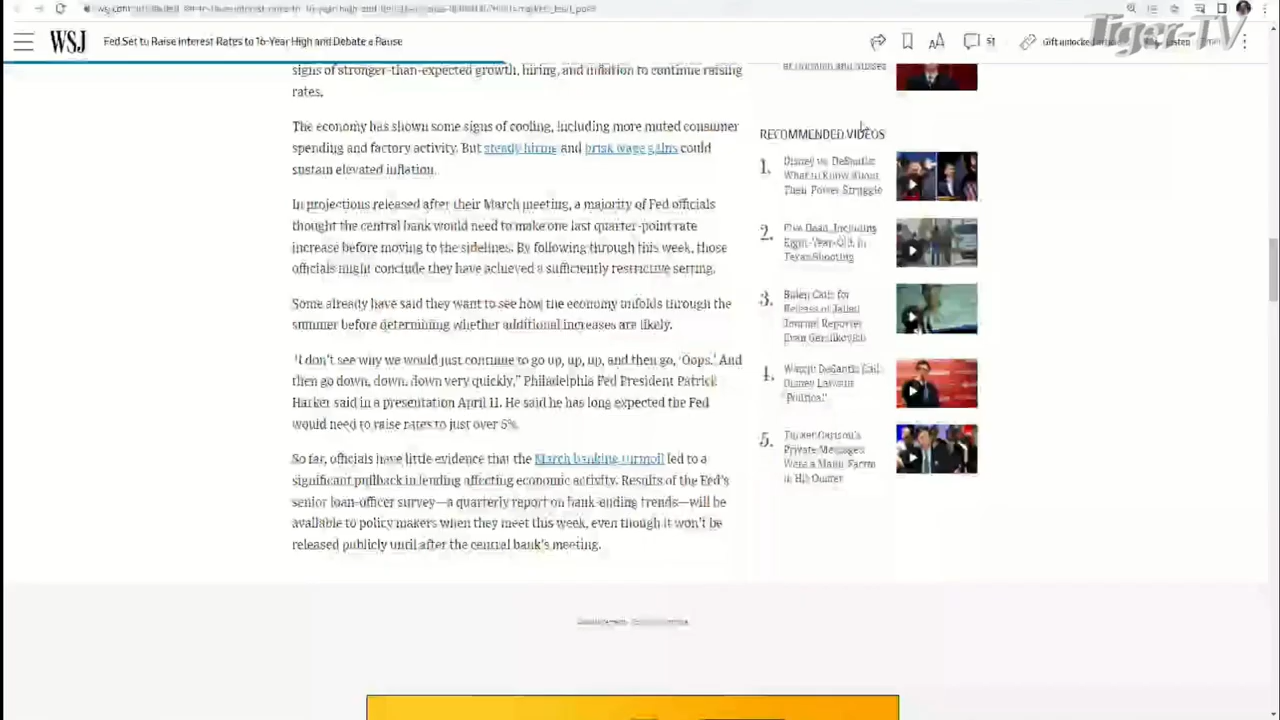 Tiger-TV
WSJ
Fed Set to Raise Interest Rates to 16-Year High and Debate a Pause
51
Listen
signs of stronger-than-expected growth, hiring, and inflation to continue raising
rates.
The economy has shown some signs of cooling, including more muted consumer
spending and factory activity. But steady hiring and brisk wage gains could
sustain elevated inflation.
In projections released after their March meeting, a majority of Fed officials
thought the central bank would need to make one last quarter-point rate
increase before moving to the sidelines. By following through this week, those
officials might conclude they have achieved a sufficiently restrictive setting.
Some already have said they want to see how the economy unfolds through the
summer before determining whether additional increases are likely.
"I don't see why we would just continue to go up, up, up, and then go, 'Oops.' And
then go down, down, down very quickly," Philadelphia Fed President Patrick
Harker said in a presentation April 11. He said he has long expected the Fed
would need to raise rates to just over 5%.
So far, officials have little evidence that the March banking turmoil led to a
significant pullback in lending affecting economic activity. Results of the Fed's
senior loan-officer survey—a quarterly report on bank-lending trends—will be
available to policy makers when they meet this week, even though it won't be
released publicly until after the central bank's meeting.
RECOMMENDED VIDEOS
1.
Disney vs. DeSantis:
What to Know About
Their Power Struggle
2.
Five Dead, Including
Eight-Year-Old, in
Texas Shooting
3.
Biden Calls for
Release of Jailed
Journal Reporter
Evan Gershkovich
4.
Watch: DeSantis Calls
Disney Lawsuit
'Political'
5.
Tucker Carlson's
Private Messages
Were a Major Factor
in His Ouster